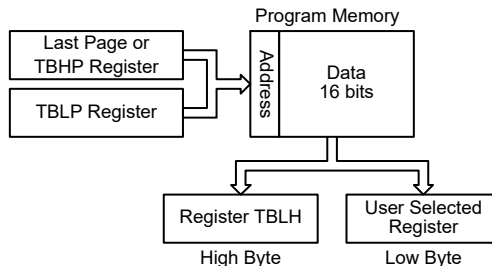 Program Memory
Last Page or
TBHP Register
TBLP Register
Address
Data
16 bits
Register TBLH
User Selected
Register
High Byte
Low Byte